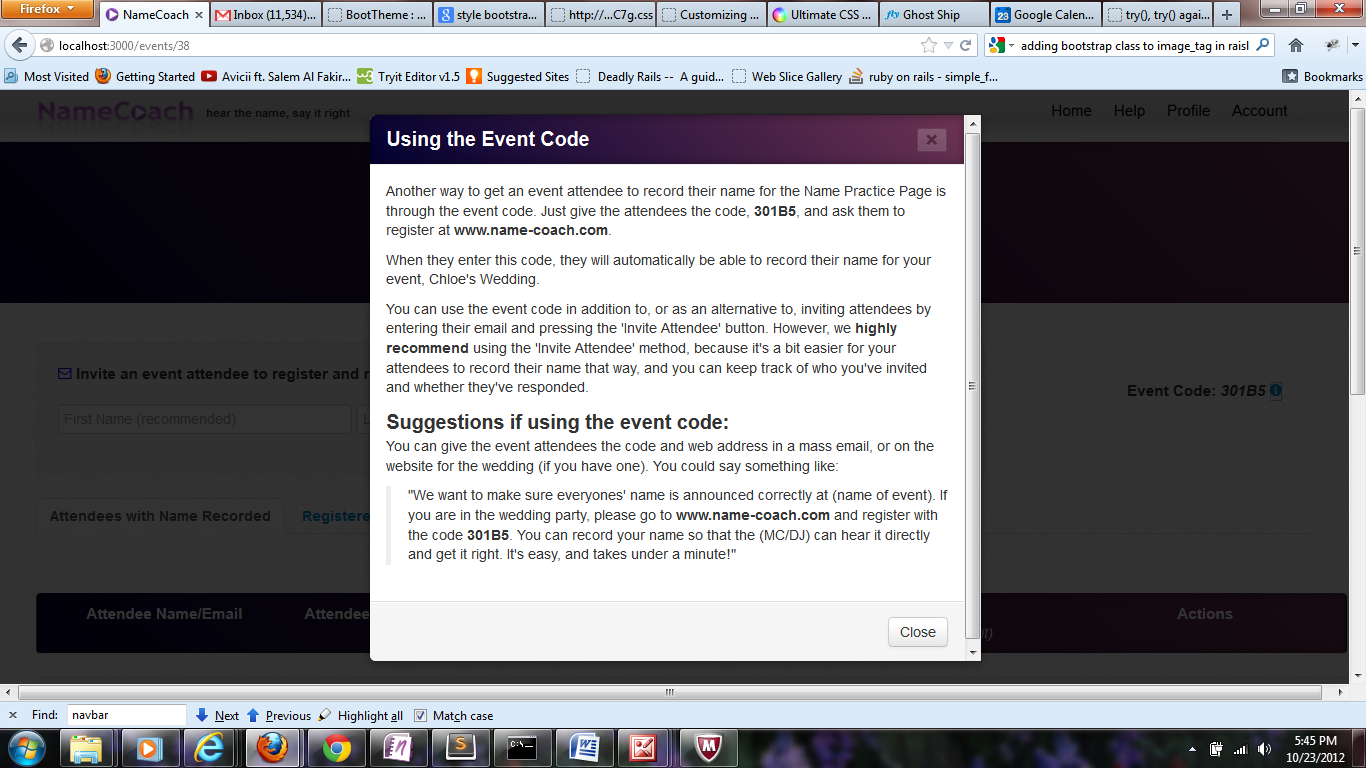 Firefox
NameCoach
Inbox (11,534)...
BootTheme : ...
style bootstra...
http://...C7g.css
Customizing ...
Ultimate CSS ...
Ghost Ship
23 Google Calen...
try(), try() agai...
localhost:3000/events/38
adding bootstrap class to image_tag in raisl
Most Visited
Getting Started
Avicii ft. Salem Al Fakir...
Tryit Editor v1.5
Suggested Sites
Deadly Rails -- A guid...
Web Slice Gallery
ruby on rails - simple_f...
Bookmarks
NameCoach hear the name, say it right
Home Help Profile Account
Using the Event Code
Another way to get an event attendee to record their name for the Name Practice Page is
through the event code. Just give the attendees the code, 301B5, and ask them to
register at www.name-coach.com.
When they enter this code, they will automatically be able to record their name for your
event, Chloe's Wedding.
You can use the event code in addition to, or as an alternative to, inviting attendees by
entering their email and pressing the 'Invite Attendee' button. However, we highly
recommend using the 'Invite Attendee' method, because it's a bit easier for your
attendees to record their name that way, and you can keep track of who you've invited
and whether they've responded.
Suggestions if using the event code:
You can give the event attendees the code and web address in a mass email, or on the
website for the wedding (if you have one). You could say something like:
"We want to make sure everyones' name is announced correctly at (name of event). If
you are in the wedding party, please go to www.name-coach.com and register with
the code 301B5. You can record your name so that the (MC/DJ) can hear it directly
and get it right. It's easy, and takes under a minute!"
Close
Invite an event attendee to register and
First Name (recommended)
Event Code: 301B5
Attendees with Name Recorded
Registere
Attendee Name/Email
Attendee
Actions
Find: navbar Next Previous Highlight all Match case
5:45 PM
10/23/2012